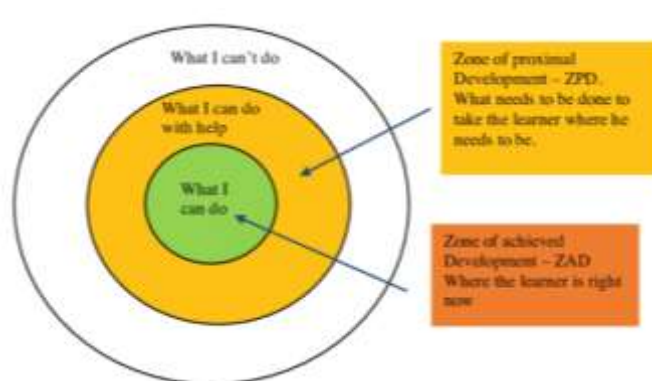 What I can't do
What I can do
with help
What I
can do
Zone of proximal
Development – ZPD.
What needs to be done to
take the learner where he
needs to be.
Zone of achieved
Development – ZAD
Where the learner is right
now